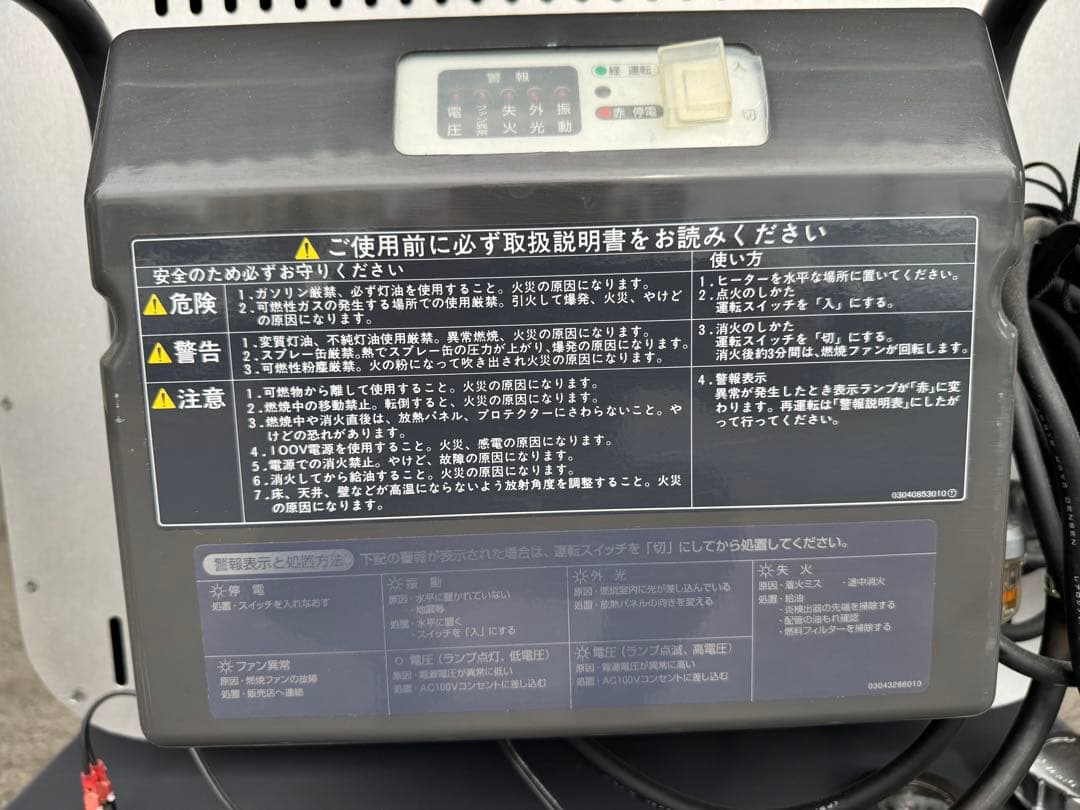 警報
電圧
ファン異常
失火
外光
振動
緑 運転
赤 停電
入
切
ご使用前に必ず取扱説明書をお読みください
安全のため必ずお守りください
危険
1.ガソリン厳禁、必ず灯油を使用すること。火災の原因になります。
2.可燃性ガスの発生する場所での使用厳禁。引火して爆発、火災、やけど
の原因になります。
警告
1.変質灯油、不純灯油使用厳禁。異常燃焼、火災の原因になります。
2.スプレー缶厳禁。熱でスプレー缶の圧力が上がり、爆発の原因になります。
3.可燃性粉塵厳禁。火の粉になって吹き出され火災の原因になります。
注意
1.可燃物から離して使用すること。火災の原因になります。
2.燃焼中の移動禁止。転倒すると、火災の原因になります。
3.燃焼中や消火直後は、放熱パネル、プロテクターにさわらないこと。や
けどの恐れがあります。
4.100V電源を使用すること。火災、感電の原因になります。
5.電源での消火禁止。やけど、故障の原因になります。
6.消火してから給油すること。火災の原因になります。
7.床、天井、壁などが高温にならないよう放射角度を調整すること。火災
の原因になります。
使い方
1.ヒーターを水平な場所に置いてください。
2.点火のしかた
運転スイッチを「入」にする。
3.消火のしかた
運転スイッチを「切」にする。
消火後約3分間は、燃焼ファンが回転します。
4.警報表示
異常が発生したとき表示ランプが「赤」に変
わります。再運転は「警報説明表」にしたが
って行ってください。
03040853010
警報表示と処置方法 下記の警報が表示された場合は、運転スイッチを「切」にしてから処置してください。
停電
処置・スイッチを入れなおす
振動
原因・水平に置かれていない
・地震等
処置・水平に置く
・スイッチを「入」にする
外光
原因・燃焼室内に光が差し込んでいる
処置・放熱パネルの向きを変える
失火
原因・着火ミス ・途中消火
処置・給油
・炎検出器の先端を掃除する
・配管の油もれ確認
・燃料フィルターを掃除する
ファン異常
原因・燃焼ファンの故障
処置・販売店へ連絡
電圧(ランプ点灯、低電圧)
原因・電源電圧が異常に低い
処置・AC100Vコンセントに差し込む
電圧(ランプ点滅、高電圧)
原因・電源電圧が異常に高い
処置・AC100Vコンセントに差し込む
03043286010